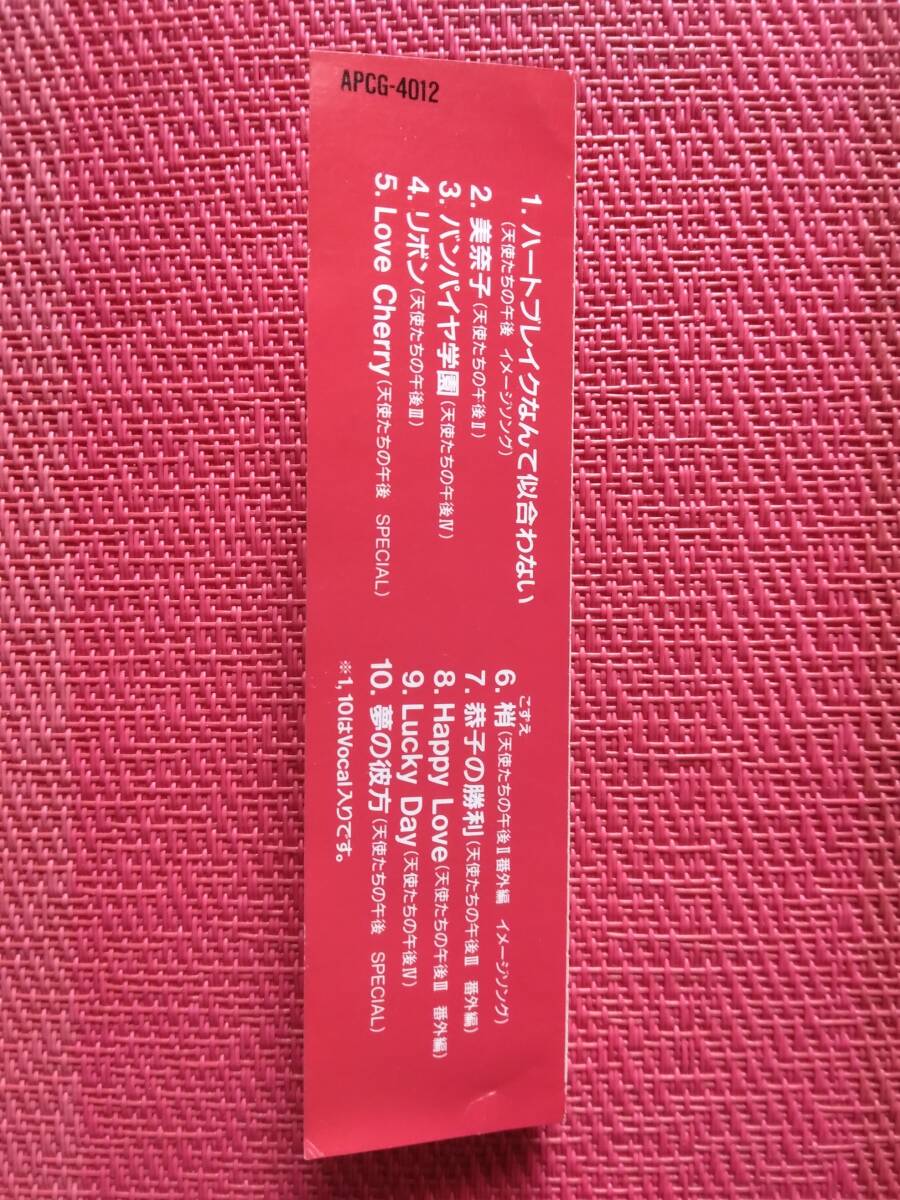 APCG-4012
1. ハートブレイクなんて似合わない
(天使たちの午後　イメージソング)
2. 美奈子(天使たちの午後Ⅱ)
3. バンパイヤ学園(天使たちの午後Ⅳ)
4. リボン(天使たちの午後Ⅲ)
5. Love Cherry(天使たちの午後　SPECIAL)
こずえ
6. 梢(天使たちの午後Ⅱ 番外編　イメージソング)
7. 恭子の勝利(天使たちの午後Ⅲ　番外編)
8. Happy Love(天使たちの午後Ⅲ　番外編)
9. Lucky Day(天使たちの午後Ⅳ)
10. 夢の彼方(天使たちの午後　SPECIAL)
※1, 10はVocal入りです。